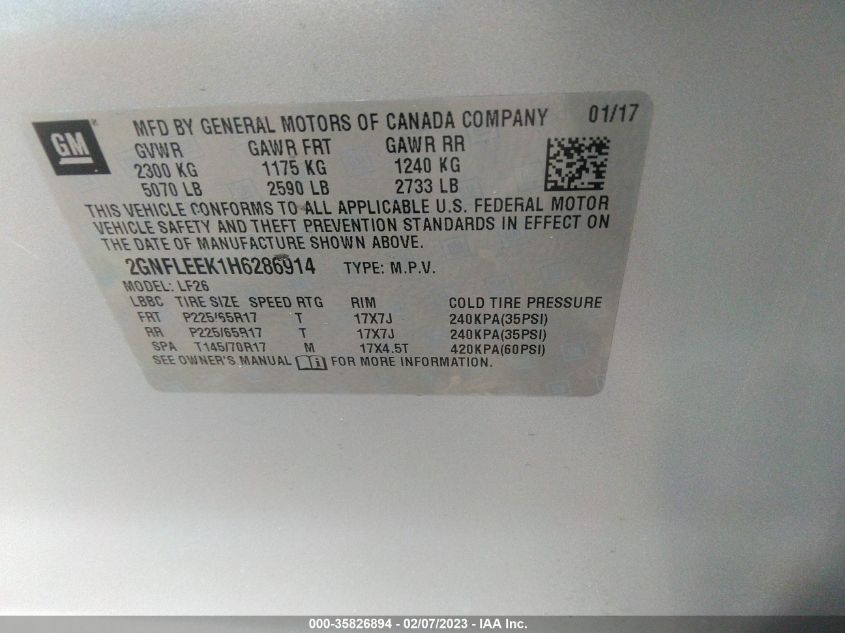 GM
MFD BY GENERAL MOTORS OF CANADA COMPANY 01/17
GVWR GAWR FRT GAWR RR
2300 KG 1175 KG 1240 KG
5070 LB 2590 LB 2733 LB
THIS VEHICLE CONFORMS TO ALL APPLICABLE U.S. FEDERAL MOTOR
VEHICLE SAFETY AND THEFT PREVENTION STANDARDS IN EFFECT ON
THE DATE OF MANUFACTURE SHOWN ABOVE.
2GNFLEEK1H6286914 TYPE: M.P.V.
MODEL: LF26
LBBC TIRE SIZE SPEED RTG RIM COLD TIRE PRESSURE
FRT P225/65R17 T 17X7J 240KPA(35PSI)
RR P225/65R17 T 17X7J 240KPA(35PSI)
SPA T145/70R17 M 17X4.5T 420KPA(60PSI)
SEE OWNER'S MANUAL i FOR MORE INFORMATION.
000-35826894 - 02/07/2023 - IAA Inc.